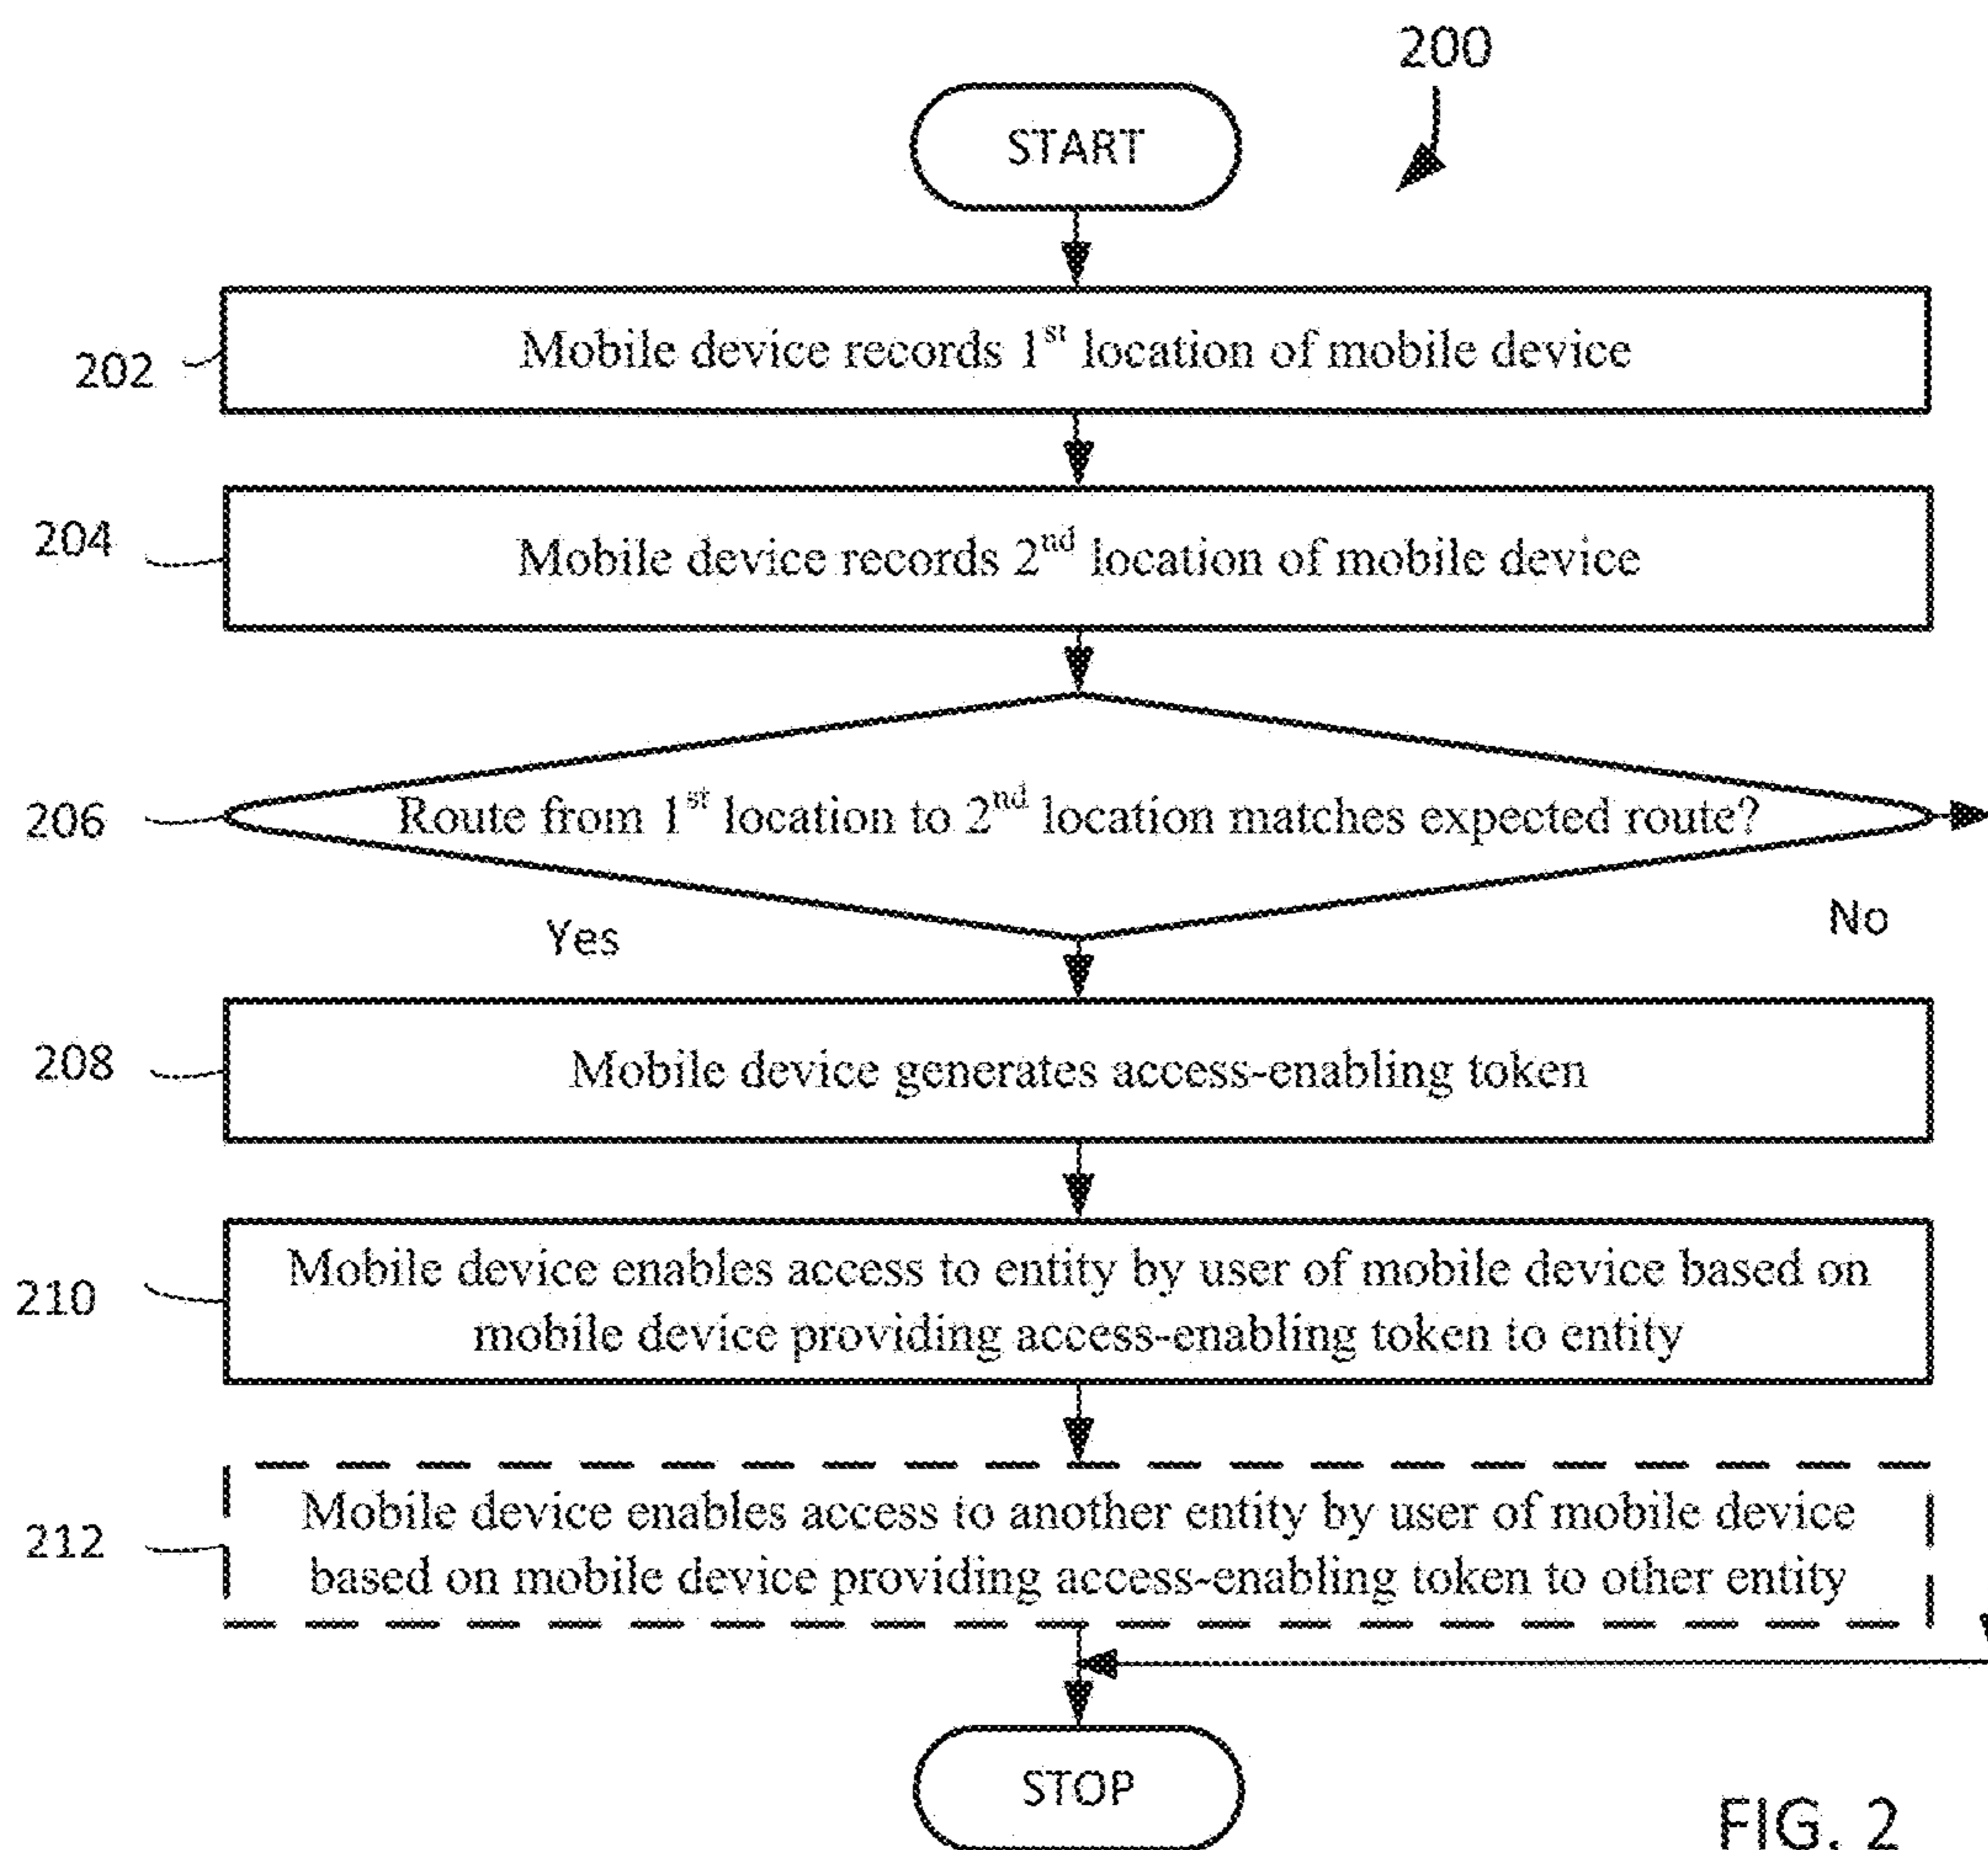 200
START
202
Mobile device records 1st location of mobile device
204
Mobile device records 2nd location of mobile device
206
Route from 1st location to 2nd location matches expected route?
Yes
No
208
Mobile device generates access-enabling token
210
Mobile device enables access to entity by user of mobile device based on
mobile device providing access-enabling token to entity
212
Mobile device enables access to another entity by user of mobile device
based on mobile device providing access-enabling token to other entity
STOP
FIG. 2